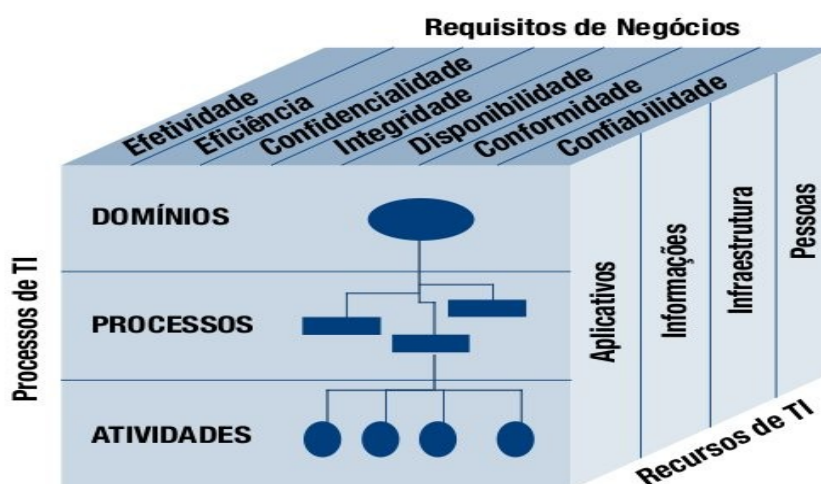 Requisitos de Negócios
Efetividade
Eficiência
Confidencialidade
Integridade
Disponibilidade
Conformidade
Confiabilidade
Processos de TI
DOMÍNIOS
PROCESSOS
ATIVIDADES
Aplicativos
Informações
Infraestrutura
Pessoas
Recursos de TI